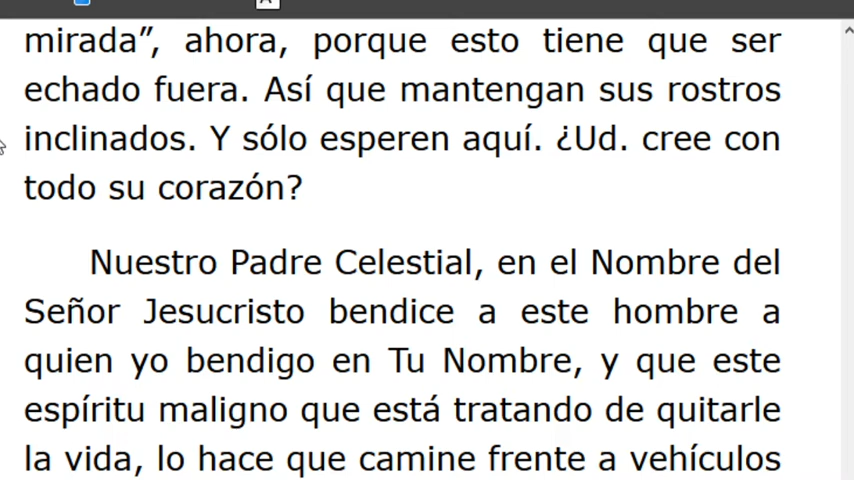 mirada”, ahora, porque esto tiene que ser
echado fuera. Así que mantengan sus rostros
inclinados. Y sólo esperen aquí. ¿Ud. cree con
todo su corazón?
Nuestro Padre Celestial, en el Nombre del
Señor Jesucristo bendice a este hombre a
quien yo bendigo en Tu Nombre, y que este
espíritu maligno que está tratando de quitarle
la vida, lo hace que camine frente a vehículos